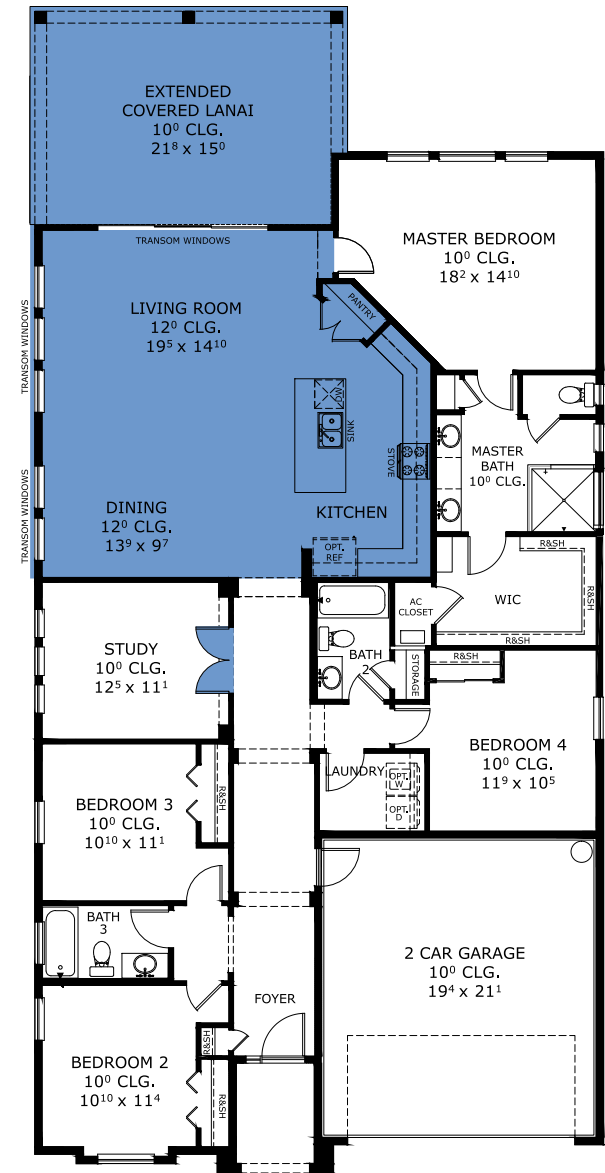 EXTENDED
COVERED LANAI
10⁰ CLG.
21⁸ x 15⁰
TRANSOM WINDOWS
MASTER BEDROOM
10⁰ CLG.
18² x 14¹⁰
LIVING ROOM
12⁰ CLG.
19⁵ x 14¹⁰
PANTRY
TRANSOM WINDOWS
DW
SINK
STOVE
MASTER
BATH
10⁰ CLG.
TRANSOM WINDOWS
DINING
12⁰ CLG.
13⁹ x 9⁷
KITCHEN
OPT.
REF
R&SH
WIC
R&SH
R&SH
AC
CLOSET
STUDY
10⁰ CLG.
12⁵ x 11¹
BATH
2
STORAGE
R&SH
BEDROOM 4
10⁰ CLG.
11⁹ x 10⁵
LAUNDRY
OPT.
W
OPT.
D
BEDROOM 3
10⁰ CLG.
10¹⁰ x 11¹
R&SH
BATH
3
2 CAR GARAGE
10⁰ CLG.
19⁴ x 21¹
FOYER
R&SH
BEDROOM 2
10⁰ CLG.
10¹⁰ x 11⁴
R&SH